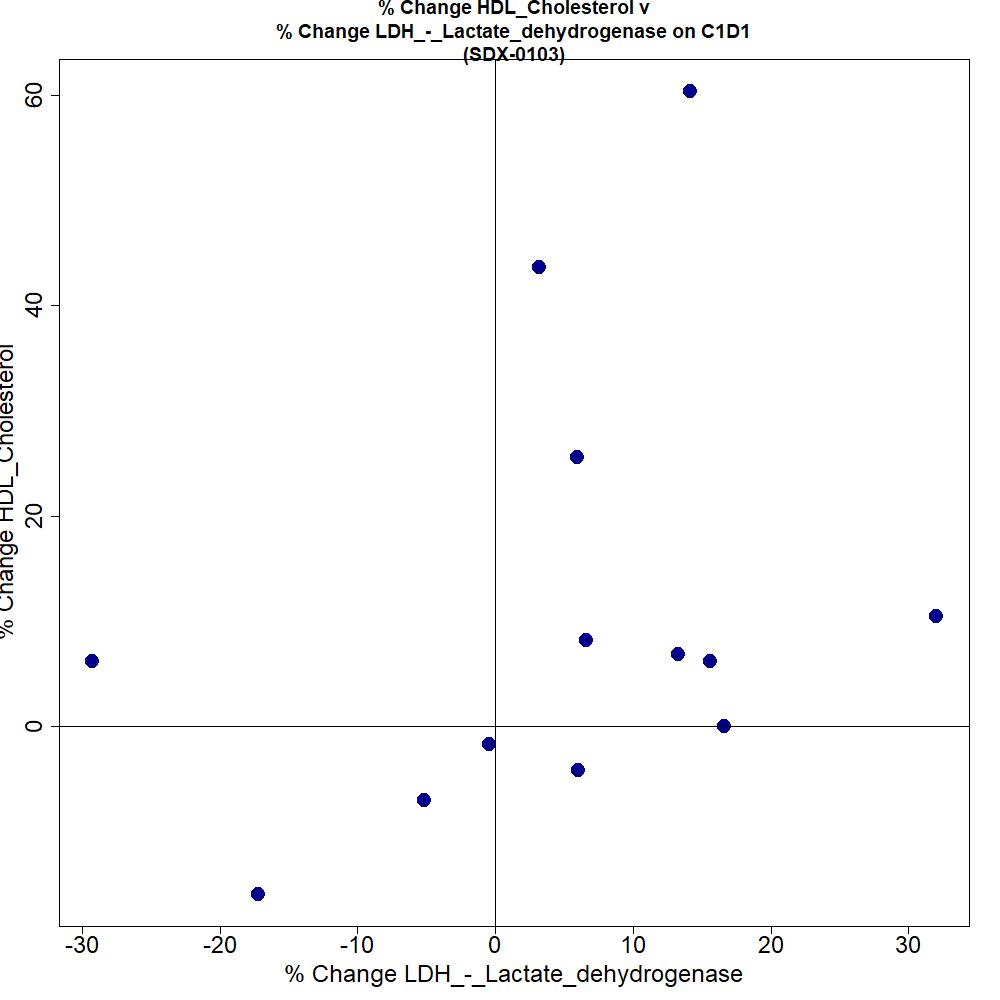 % Change HDL_Cholesterol v
% Change LDH_-_Lactate_dehydrogenase on C1D1
(SDX-0103)
% Change HDL_Cholesterol
60
40
20
0
-30
-20
-10
0
10
20
30
% Change LDH_-_Lactate_dehydrogenase